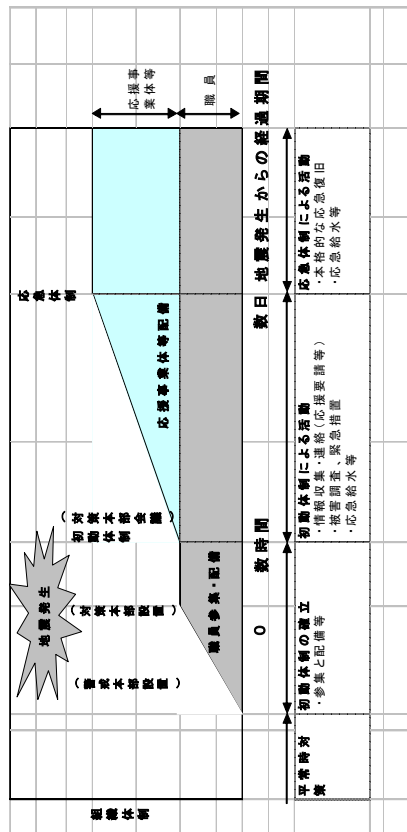 組織体制
地震発生
（警戒本部設置）
（対策本部設置）
初動体制
（対策本部会議）
応急体制
職員参集・配備
応援事業体等配備
応援事
業体等
職員
0
数時間
数日
地震発生からの経過期間
平常時対
策
初動体制の確立
・参集と配備等
初動体制による活動
・情報収集・連絡(応援要請等)
・被害調査、緊急措置
・応急給水等
応急体制による活動
・本格的な応急復旧
・応急給水等